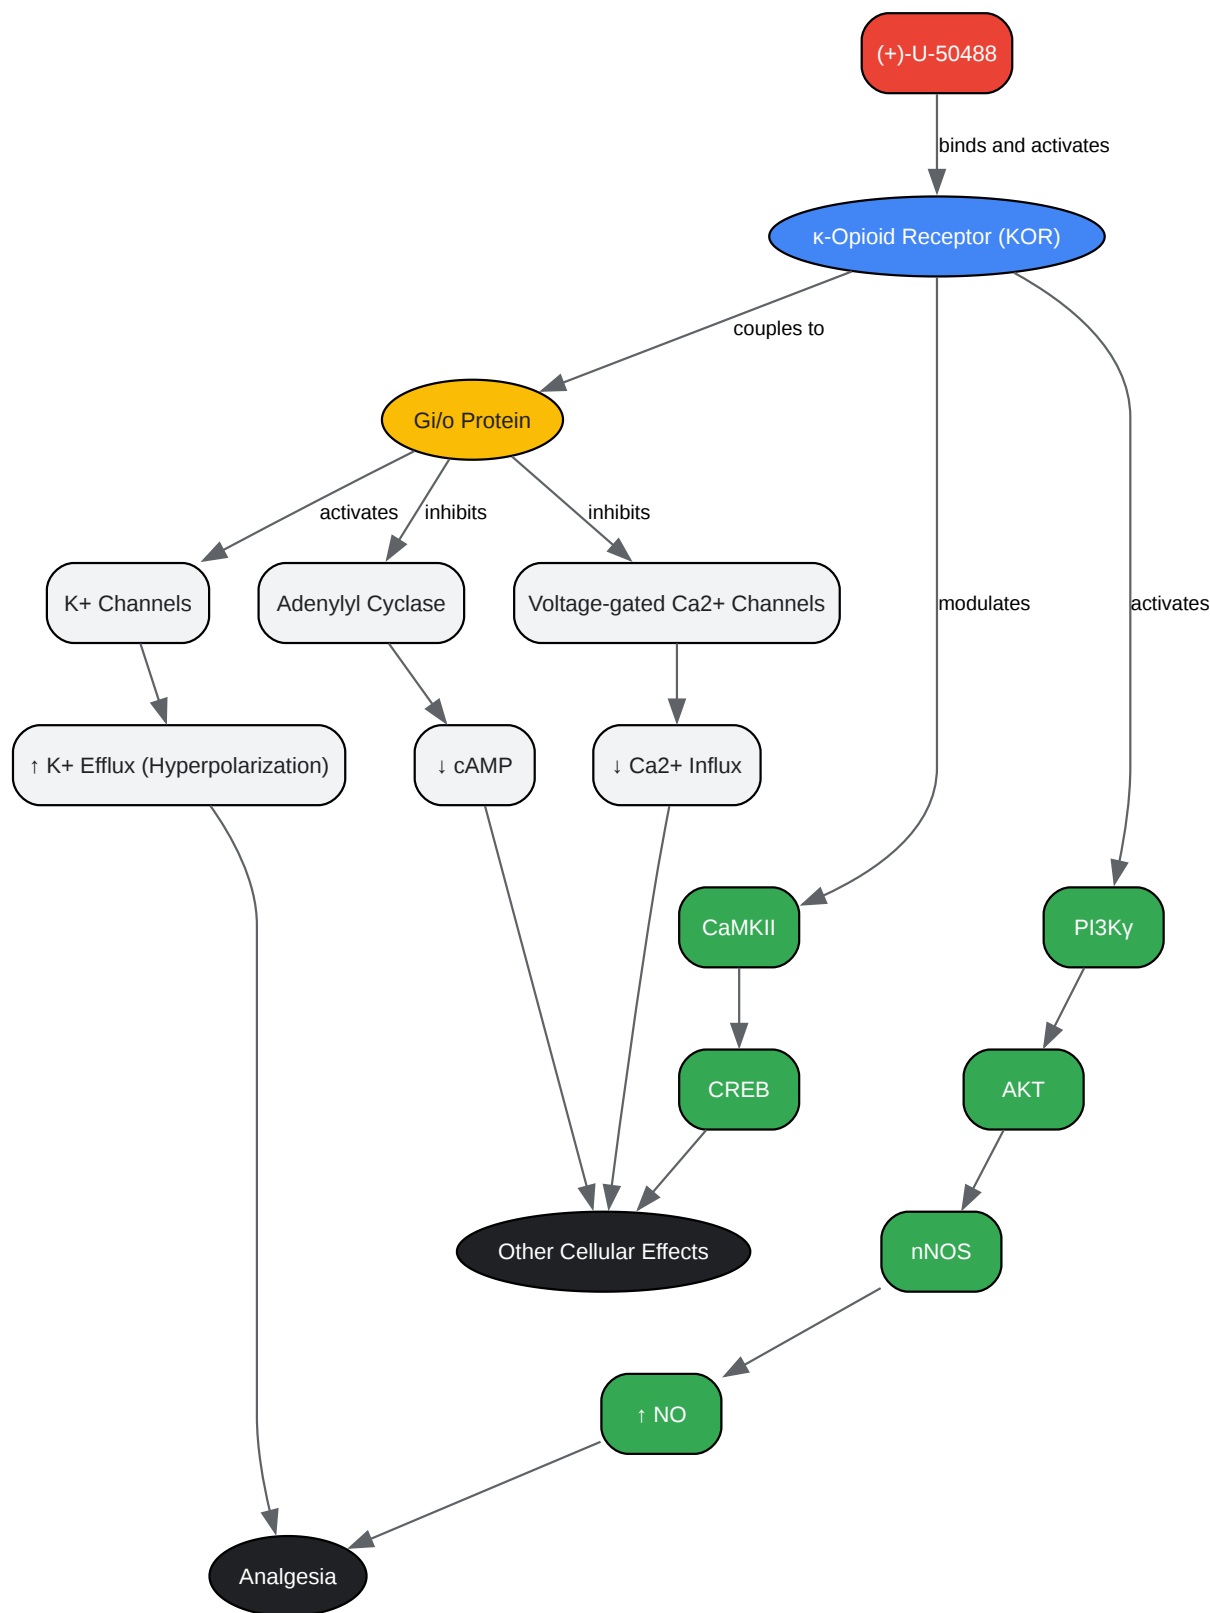 (+)-U-50488
binds and activates
κ-Opioid Receptor (KOR)
couples to
Gi/o Protein
activates
inhibits
inhibits
K+ Channels
Adenylyl Cyclase
Voltage-gated Ca2+ Channels
modulates
activates
↑ K+ Efflux (Hyperpolarization)
↓ cAMP
↓ Ca2+ Influx
CaMKII
PI3Kγ
CREB
AKT
Other Cellular Effects
nNOS
↑ NO
Analgesia